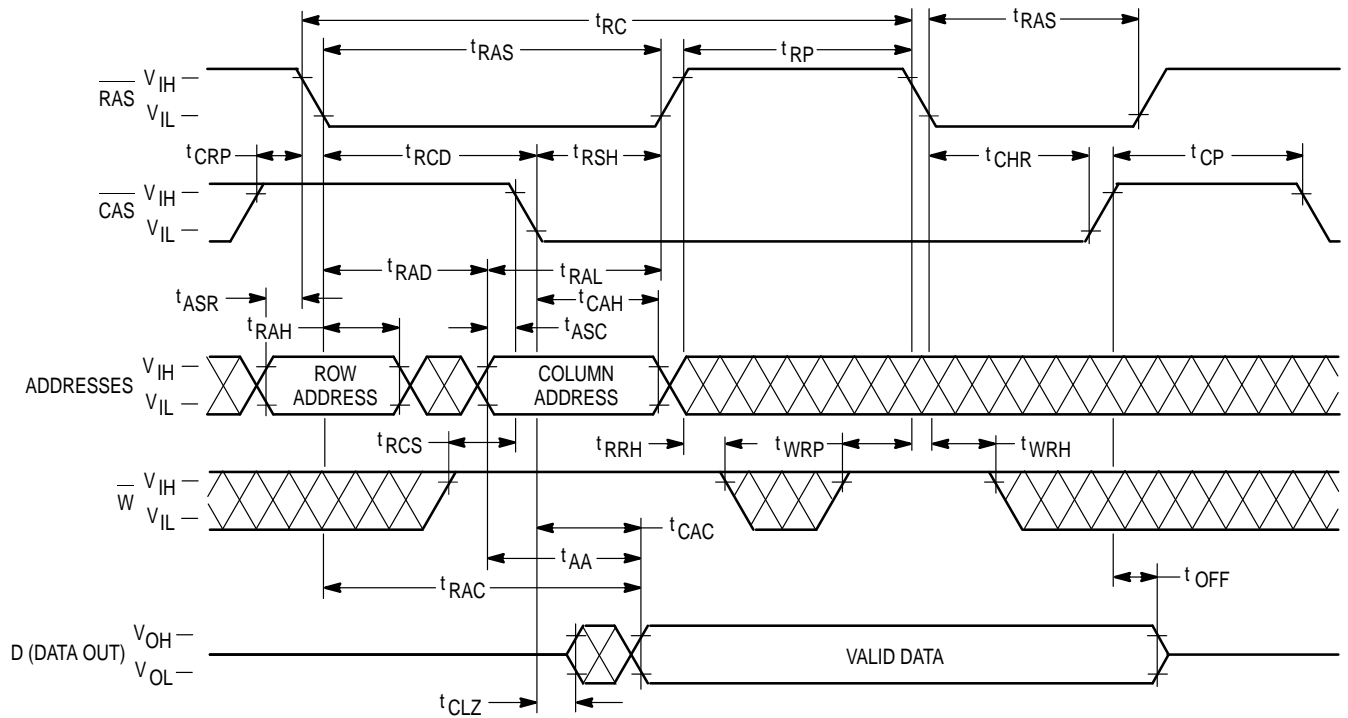 tRC
tRAS
tRAS
tRP
RAS
VIH
VIL
tCRP
tRCD
tRSH
tCHR
tCP
CAS
VIH
VIL
tRAD
tRAL
tASR
tCAH
tRAH
tASC
ADDRESSES
VIH
VIL
ROW
ADDRESS
COLUMN
ADDRESS
tRCS
tRRH
tWRP
tWRH
W
VIH
VIL
tCAC
tAA
tRAC
tOFF
D (DATA OUT)
VOH
VOL
VALID DATA
tCLZ